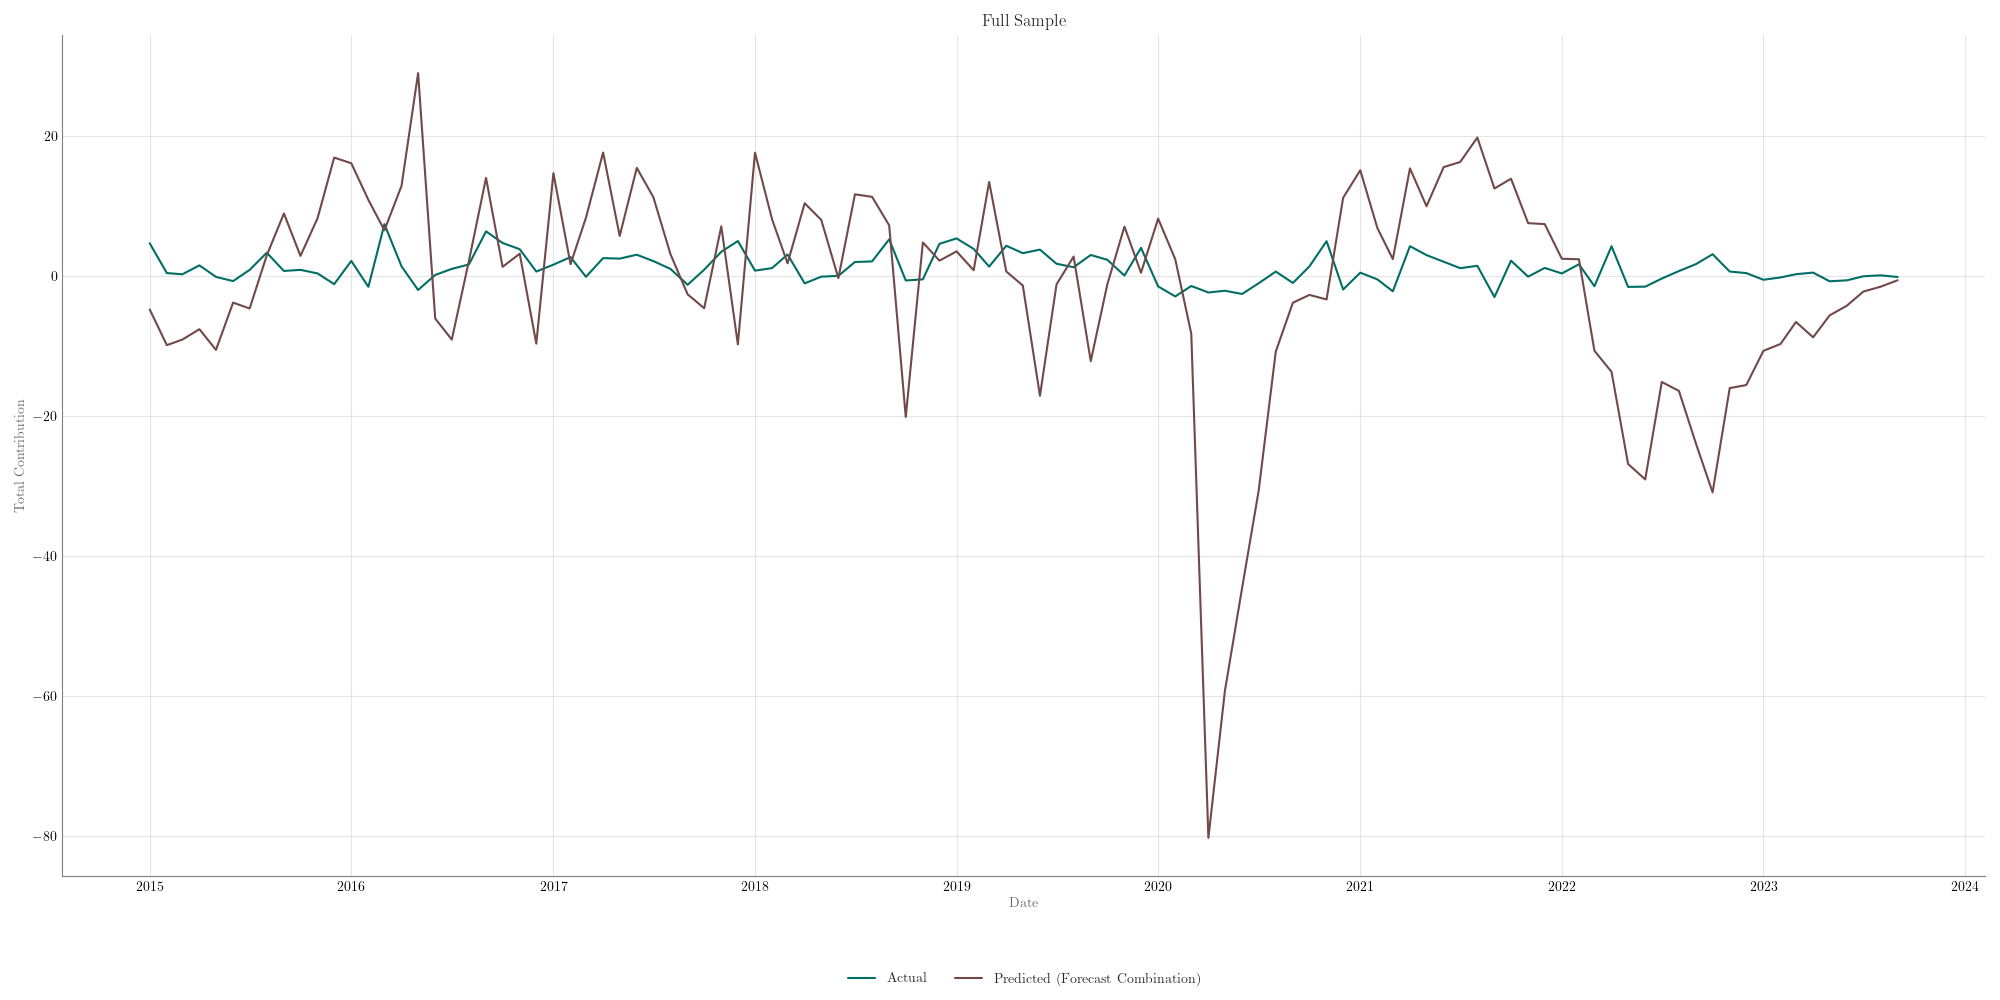 Full Sample
20
0
−20
−40
−60
−80
Total Contribution
2015 2016 2017 2018 2019 2020 2021 2022 2023 2024
Date
Actual Predicted (Forecast Combination)